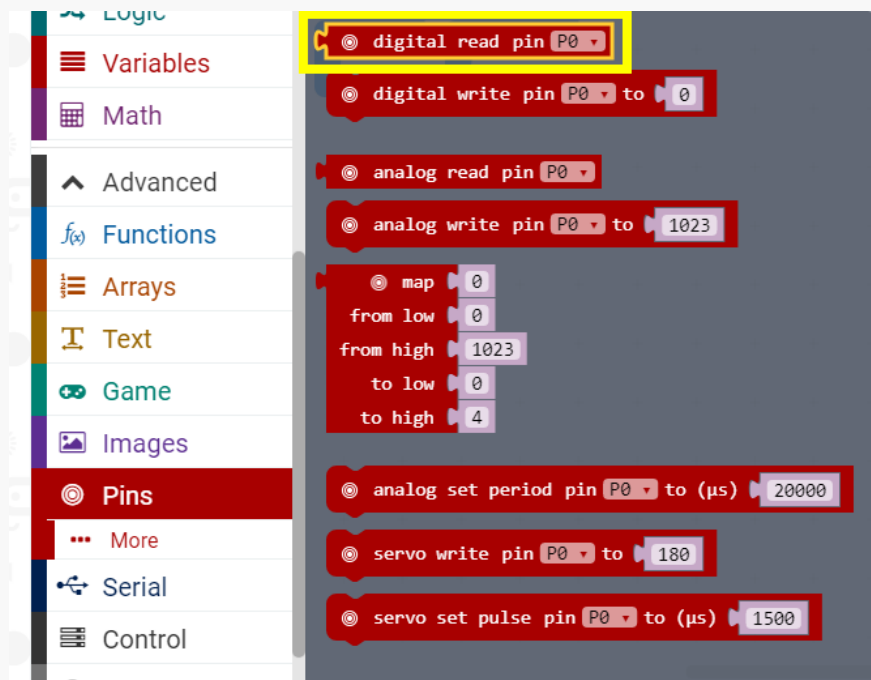 Logic
Variables
Math
Advanced
f(x) Functions
Arrays
Text
Game
Images
Pins
More
Serial
Control
digital read pin P0
digital write pin P0 to 0
analog read pin P0
analog write pin P0 to 1023
map 0
from low 0
from high 1023
to low 0
to high 4
analog set period pin P0 to (µs) 20000
servo write pin P0 to 180
servo set pulse pin P0 to (µs) 1500